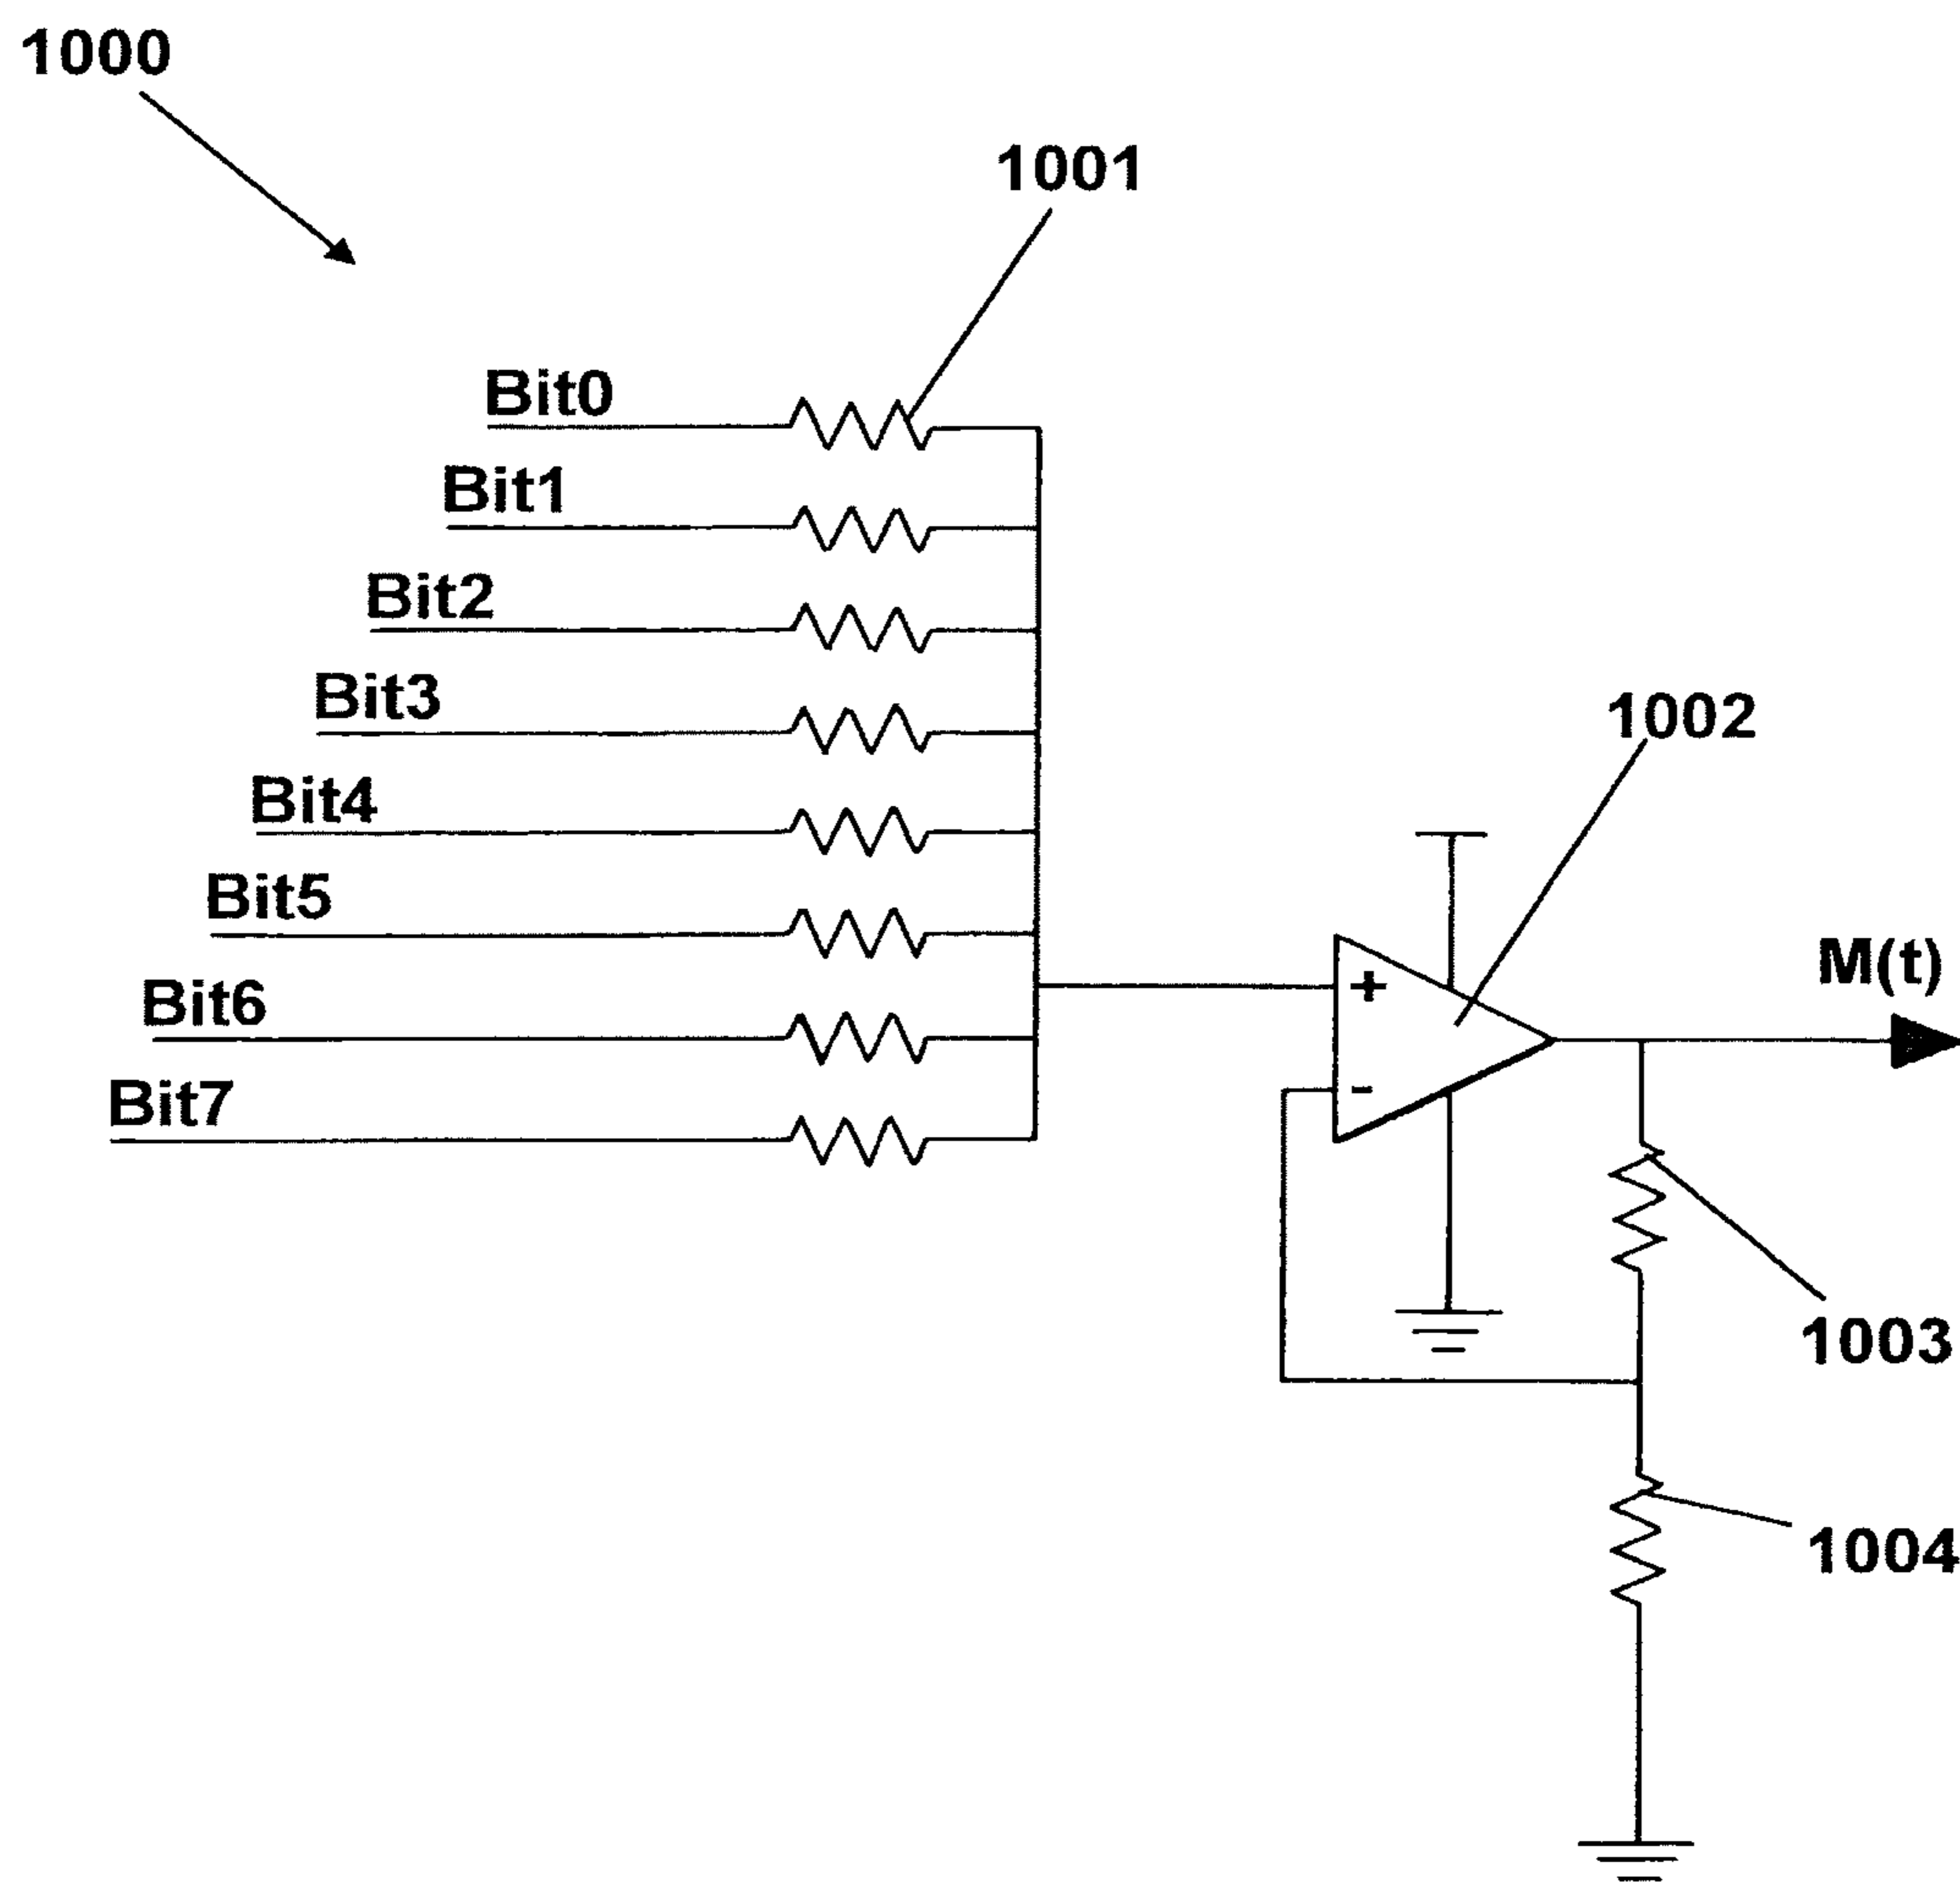 1000
1001
Bit0
Bit1
Bit2
Bit3
1002
Bit4
Bit5
M(t)
+
Bit6
-
Bit7
1003
1004